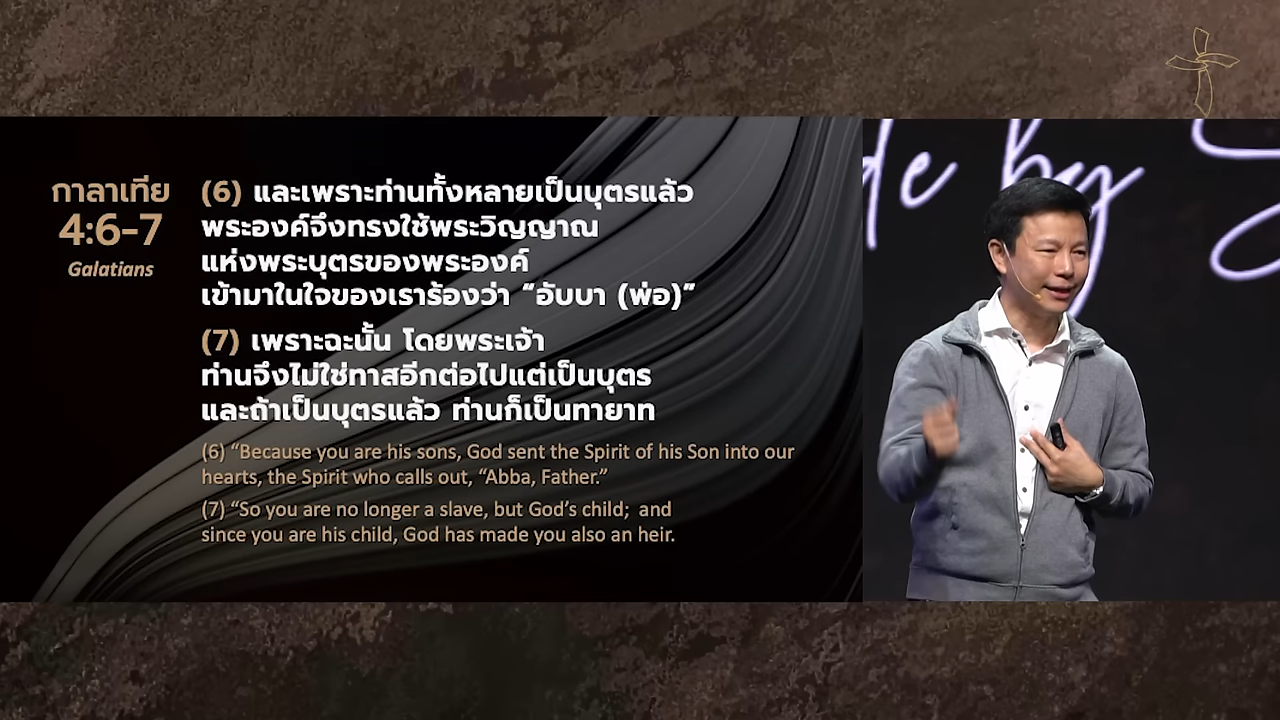 กาลาเทีย
4:6-7
Galatians
(6) และเพราะท่านทั้งหลายเป็นบุตรแล้ว
พระองค์จึงทรงใช้พระวิญญาณ
แห่งพระบุตรของพระองค์
เข้ามาในใจของเราร้องว่า “อับบา (พ่อ)”
(7) เพราะฉะนั้น โดยพระเจ้า
ท่านจึงไม่ใช่ทาสอีกต่อไปแต่เป็นบุตร
และถ้าเป็นบุตรแล้ว ท่านก็เป็นทายาท
(6) “Because you are his sons, God sent the Spirit of his Son into our
hearts, the Spirit who calls out, “Abba, Father.”
(7) “So you are no longer a slave, but God’s child; and
since you are his child, God has made you also an heir.
by